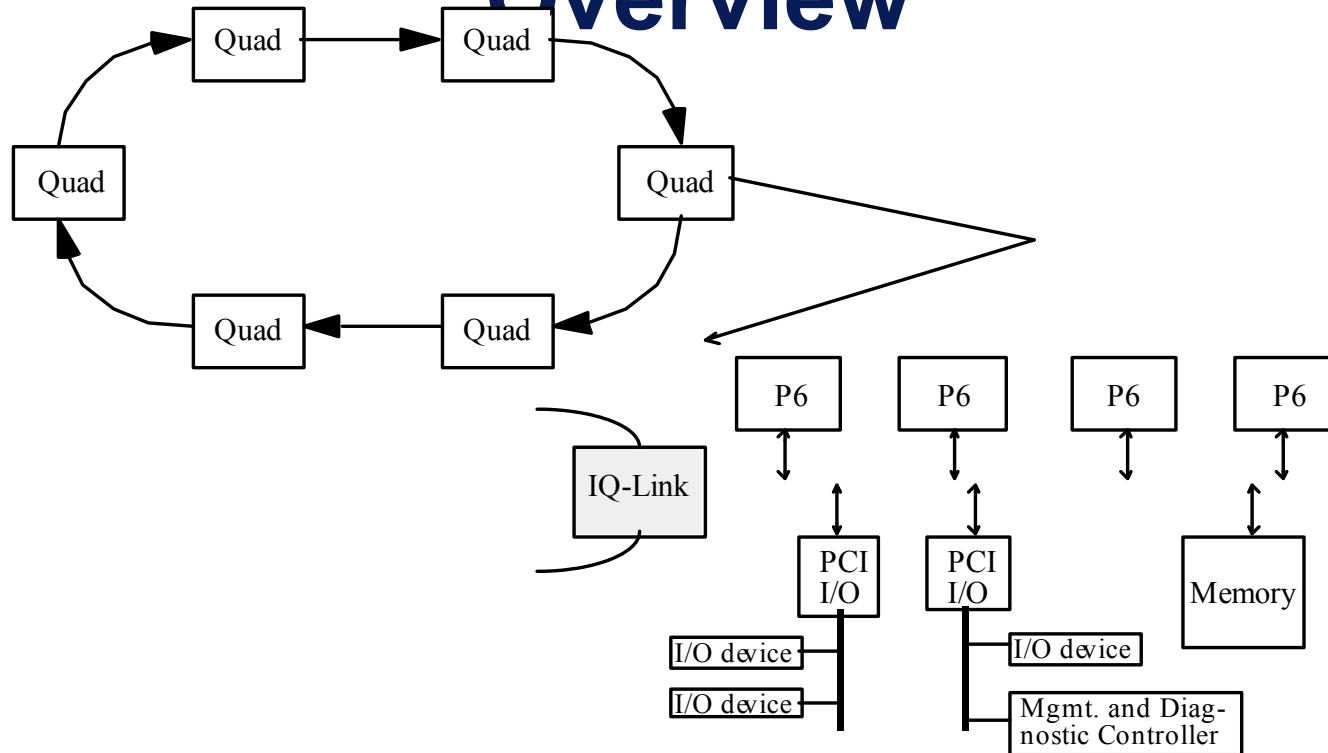 Overview
Quad
Quad
Quad
Quad
Quad
Quad
P6
P6
P6
P6
IQ-Link
PCI
I/O
PCI
I/O
Memory
I/O device
I/O device
I/O device
Mgmt. and Diag-
nostic Controller